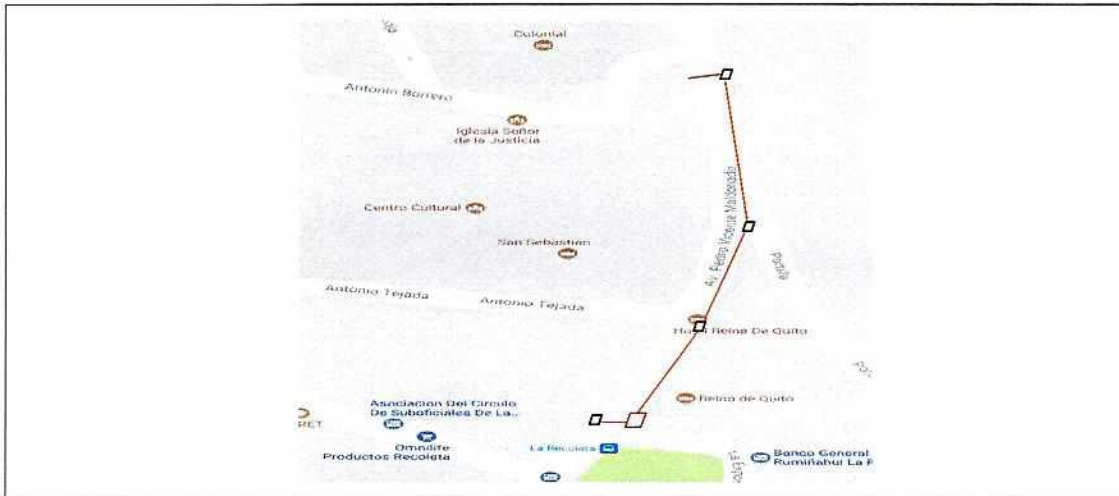 Colonial
Antonio Borrero
Iglesia Señor
de la Justicia
Centro Cultural
Av. Pedro Vicente Maldonado
San Sebastian
Antonio Tejada
Antonio Tejada
Reina De Quito
Reina de Quito
Asociacion Del Circulo
De Suboficiales De La...
RET
Omnilife
Productos Recoleta
La Recoleta
Banco General
Rumiñahui La F